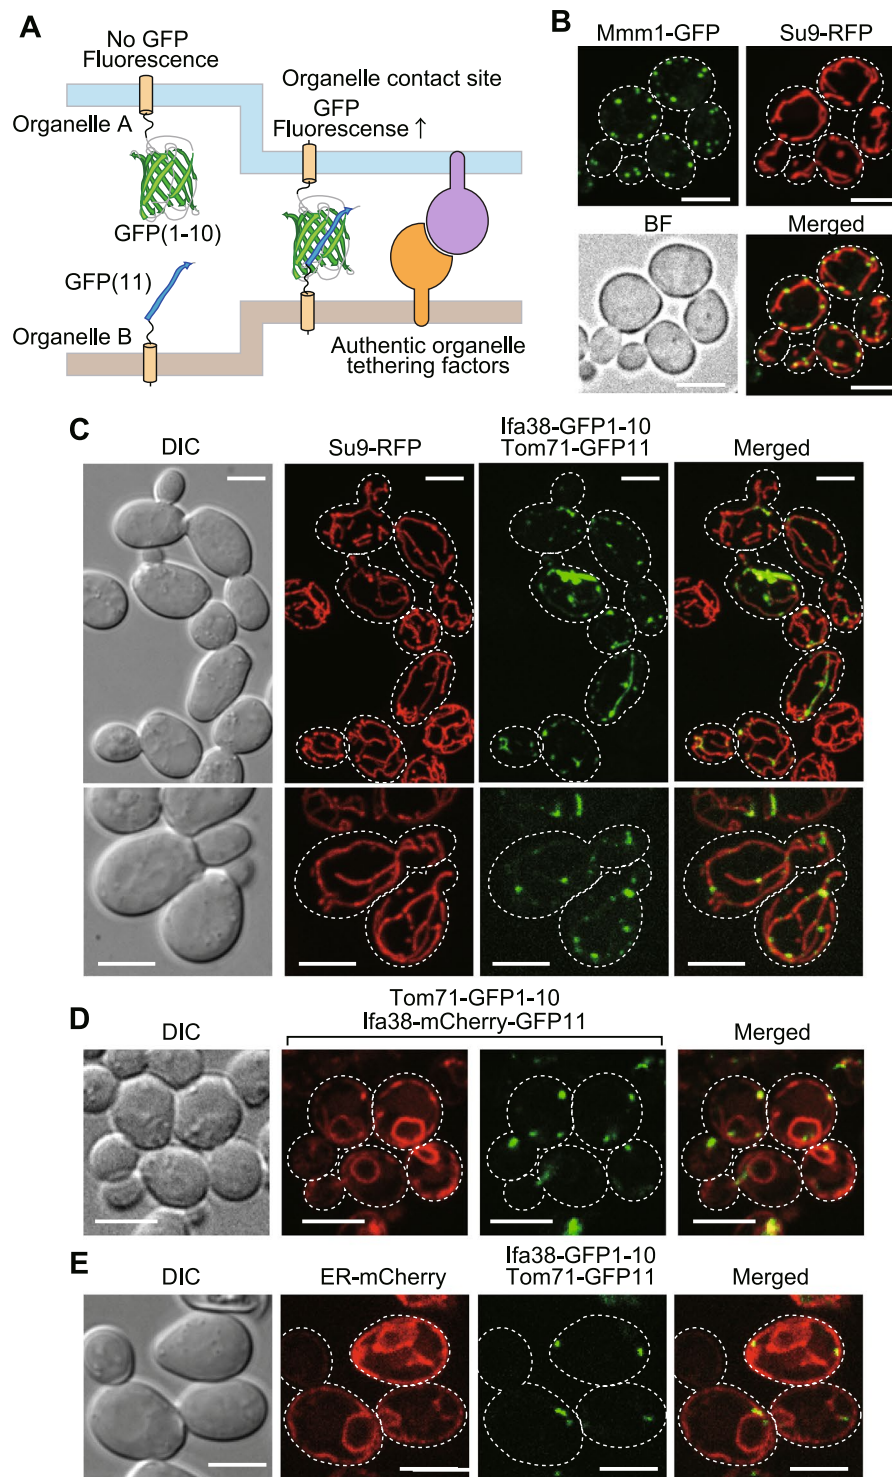 A
No GFP
Fluorescence
Organelle contact site
GFP
Fluorescense ↑
Organelle A
GFP(1-10)
GFP(11)
Organelle B
Authentic organelle
tethering factors
B
Mmm1-GFP
Su9-RFP
BF
Merged
C
DIC
Su9-RFP
Ifa38-GFP1-10
Tom71-GFP11
Merged
D
DIC
Tom71-GFP1-10
Ifa38-mCherry-GFP11
Merged
E
DIC
ER-mCherry
Ifa38-GFP1-10
Tom71-GFP11
Merged